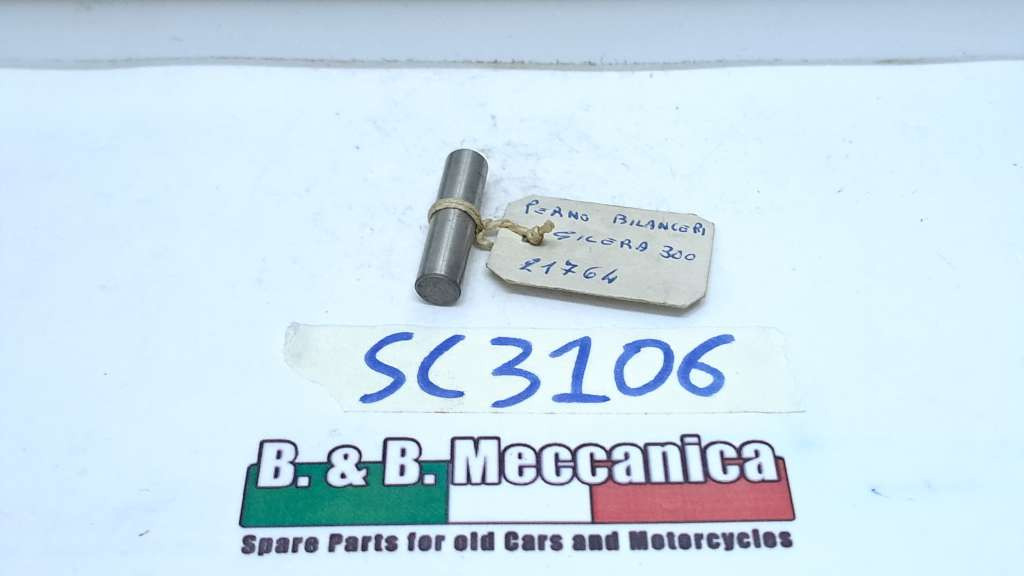 PERNO BILANCERI
GILERA 300
21764
SC3106
B. & B. Meccanica
Spare Parts for old Cars and Motorcycles